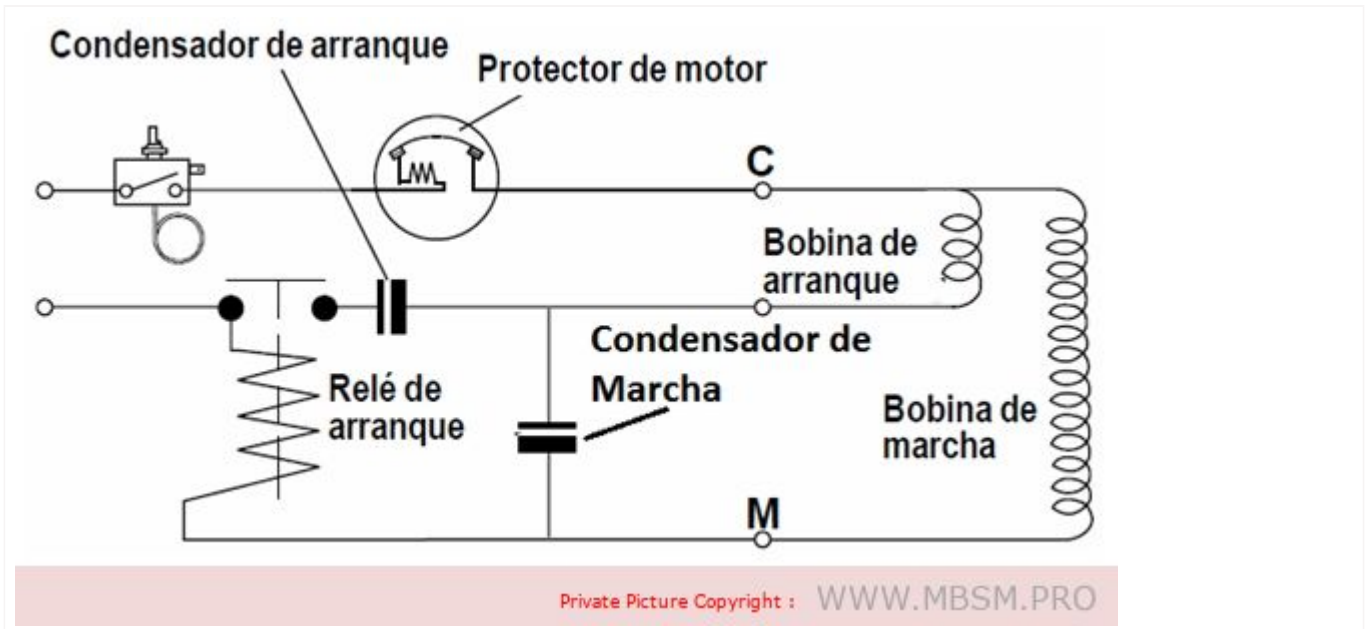 Condensador de arranque
Protector de motor
C
Bobina de
arranque
Condensador de
Marcha
Relé de
arranque
Bobina de
marcha
M
Private Picture Copyright : WWW.MBSM.PRO